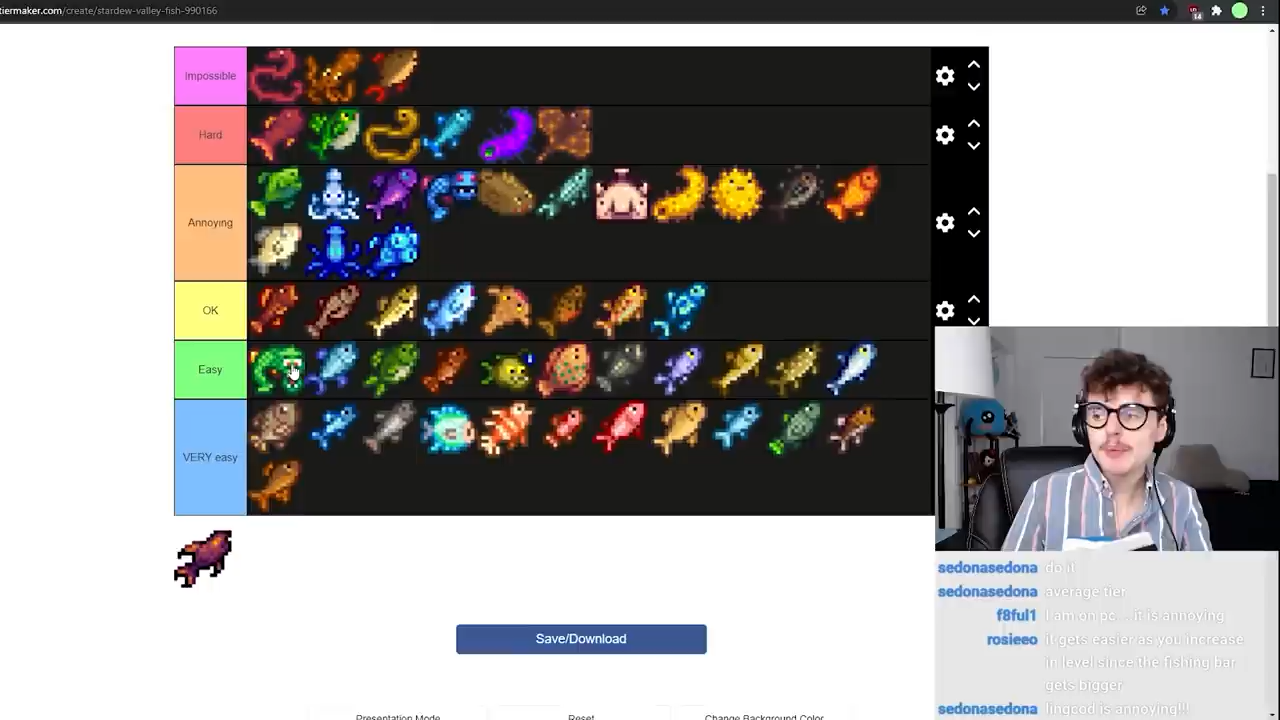 tiermaker.com/create/stardew-valley-fish-990166
14
Impossible
Hard
Annoying
OK
Easy
VERY easy
Save/Download
Presentation Mode
Reset
Change Background Color
sedonasedona do it
sedonasedona average tier
f8ful1 I am on pc... it is annoying
rosieeo it gets easier as you increase
in level since the fishing bar
gets bigger
sedonasedona lingcod is annoying!!!